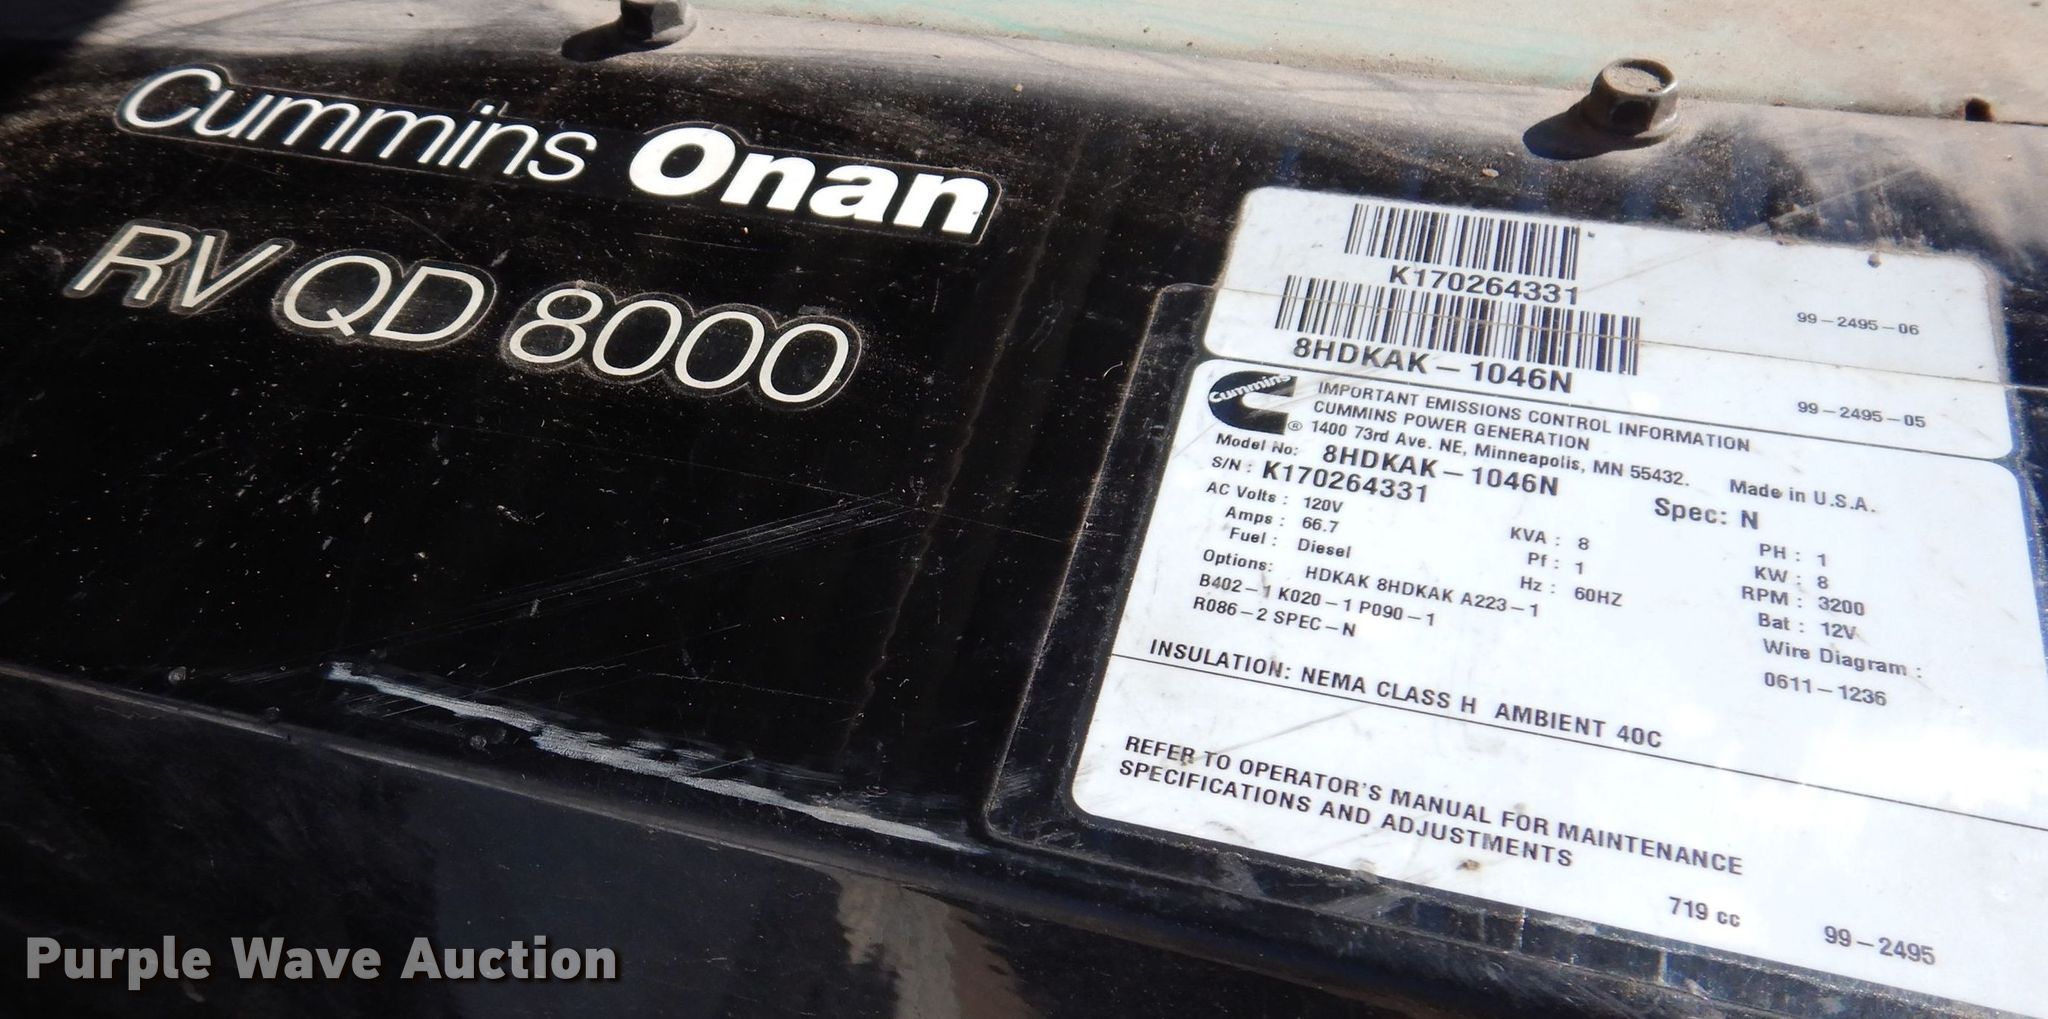 Cummins Onan
RV QD 8000
K170264331
99-2495-06
8HDKAK-1046N
99-2495-05
Cummins
IMPORTANT EMISSIONS CONTROL INFORMATION
CUMMINS POWER GENERATION
® 1400 73rd Ave. NE, Minneapolis, MN 55432. Made in U.S.A.
Model No: 8HDKAK-1046N
S/N: K170264331 Spec: N
AC Volts: 120V KVA: 8 PH: 1
Amps: 66.7 Pf: 1 KW: 8
Fuel: Diesel Hz: 60HZ RPM: 3200
Options: HDKAK 8HDKAK A223-1 Bat: 12V
B402-1 K020-1 P090-1 Wire Diagram:
R086-2 SPEC-N 0611-1236
INSULATION: NEMA CLASS H AMBIENT 40C
REFER TO OPERATOR'S MANUAL FOR MAINTENANCE
SPECIFICATIONS AND ADJUSTMENTS
719 cc 99-2495
Purple Wave Auction